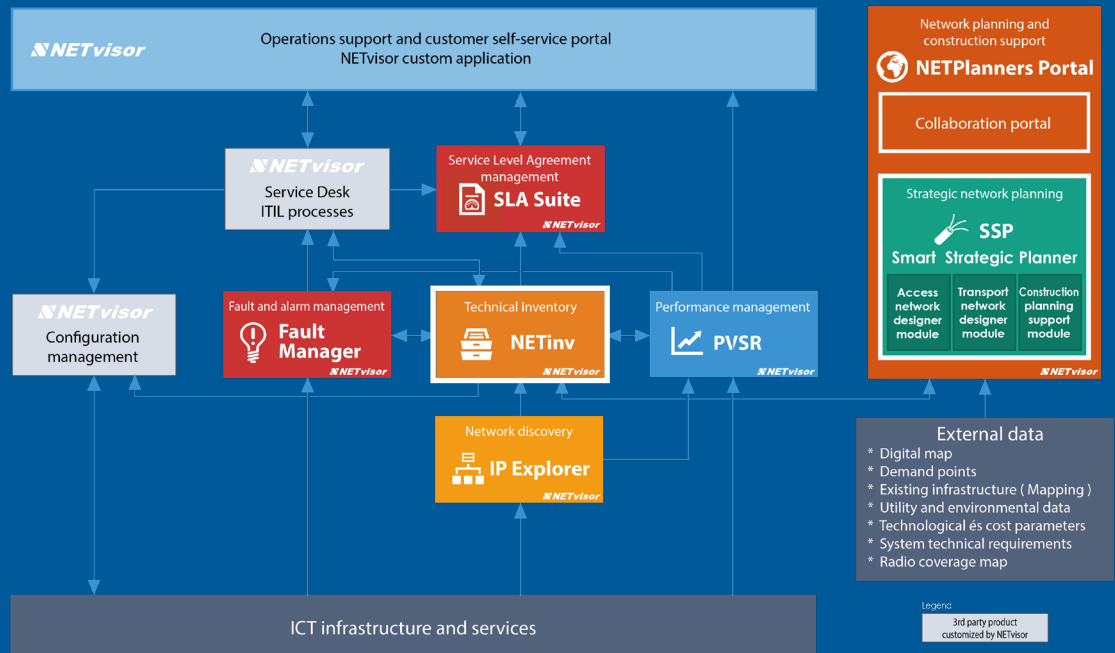 NETvisor
Operations support and customer self-service portal
NETvisor custom application
Network planning and
construction support
NETPlanners Portal
Collaboration portal
Strategic network planning
SSP
Smart Strategic Planner
Access
network
designer
module
Transport
network
designer
module
Construction
planning
support
module
NETvisor
NETvisor
Service Desk
ITIL processes
Service Level Agreement
management
SLA Suite
NETvisor
NETvisor
Configuration
management
Fault and alarm management
Fault
Manager
NETvisor
Technical Inventory
NETinv
NETvisor
Performance management
PVSR
NETvisor
Network discovery
IP Explorer
NETvisor
External data
* Digital map
* Demand points
* Existing infrastructure ( Mapping )
* Utility and environmental data
* Technological és cost parameters
* System technical requirements
* Radio coverage map
ICT infrastructure and services
Legend
3rd party product
customized by NETvisor